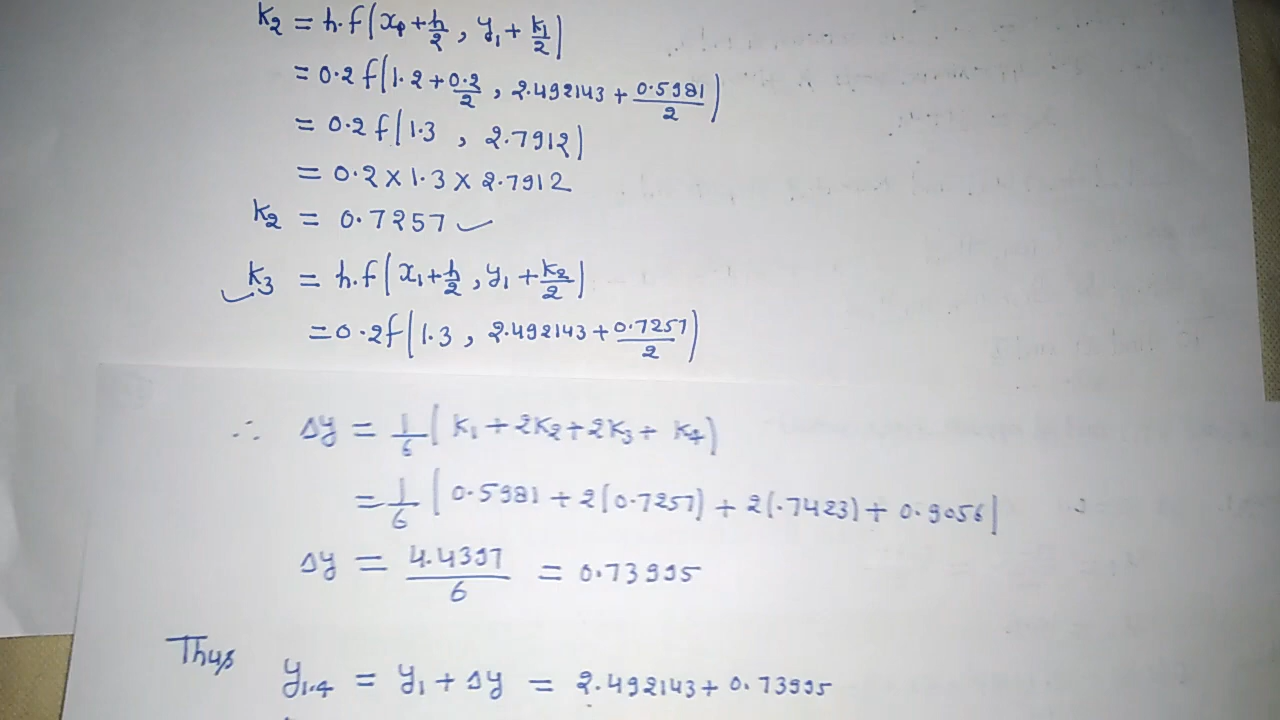 K₂ = h.f(x₁+h/2, y₁+K₁/2)
= 0.2 f(1.2+0.2/2, 2.492143+0.5981/2)
= 0.2 f(1.3, 2.7912)
= 0.2×1.3×2.7912
K₂ = 0.7257 ✓
✓ K₃ = h.f(x₁+h/2, y₁+K₂/2)
=0.2f(1.3, 2.492143+0.7257/2)
∴ Δy = 1/6 (K₁+2K₂+2K₃+K₄)
=1/6 (0.5981+2(0.7257)+2(.7423)+0.9056)
Δy = 4.4397/6 = 0.73995
Thus
y₁.₄ = y₁+Δy = 2.492143+0.73995